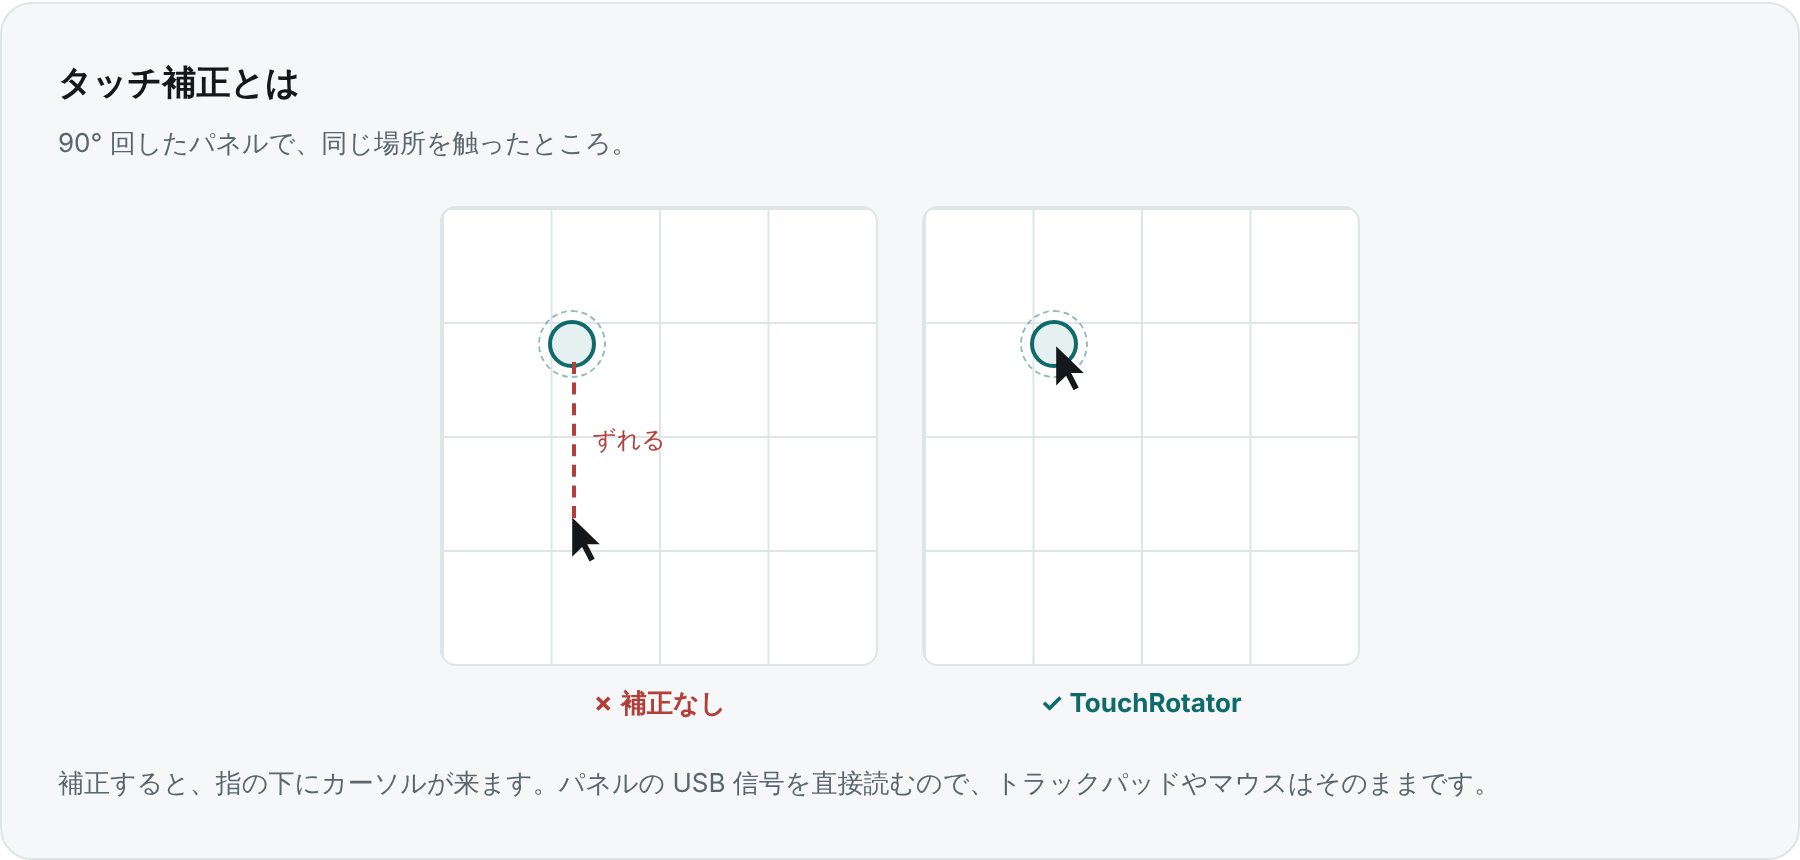 タッチ補正とは
90° 回したパネルで、同じ場所を触ったところ。
ずれる
× 補正なし
✓ TouchRotator
補正すると、指の下にカーソルが来ます。パネルの USB 信号を直接読むので、トラックパッドやマウスはそのままです。